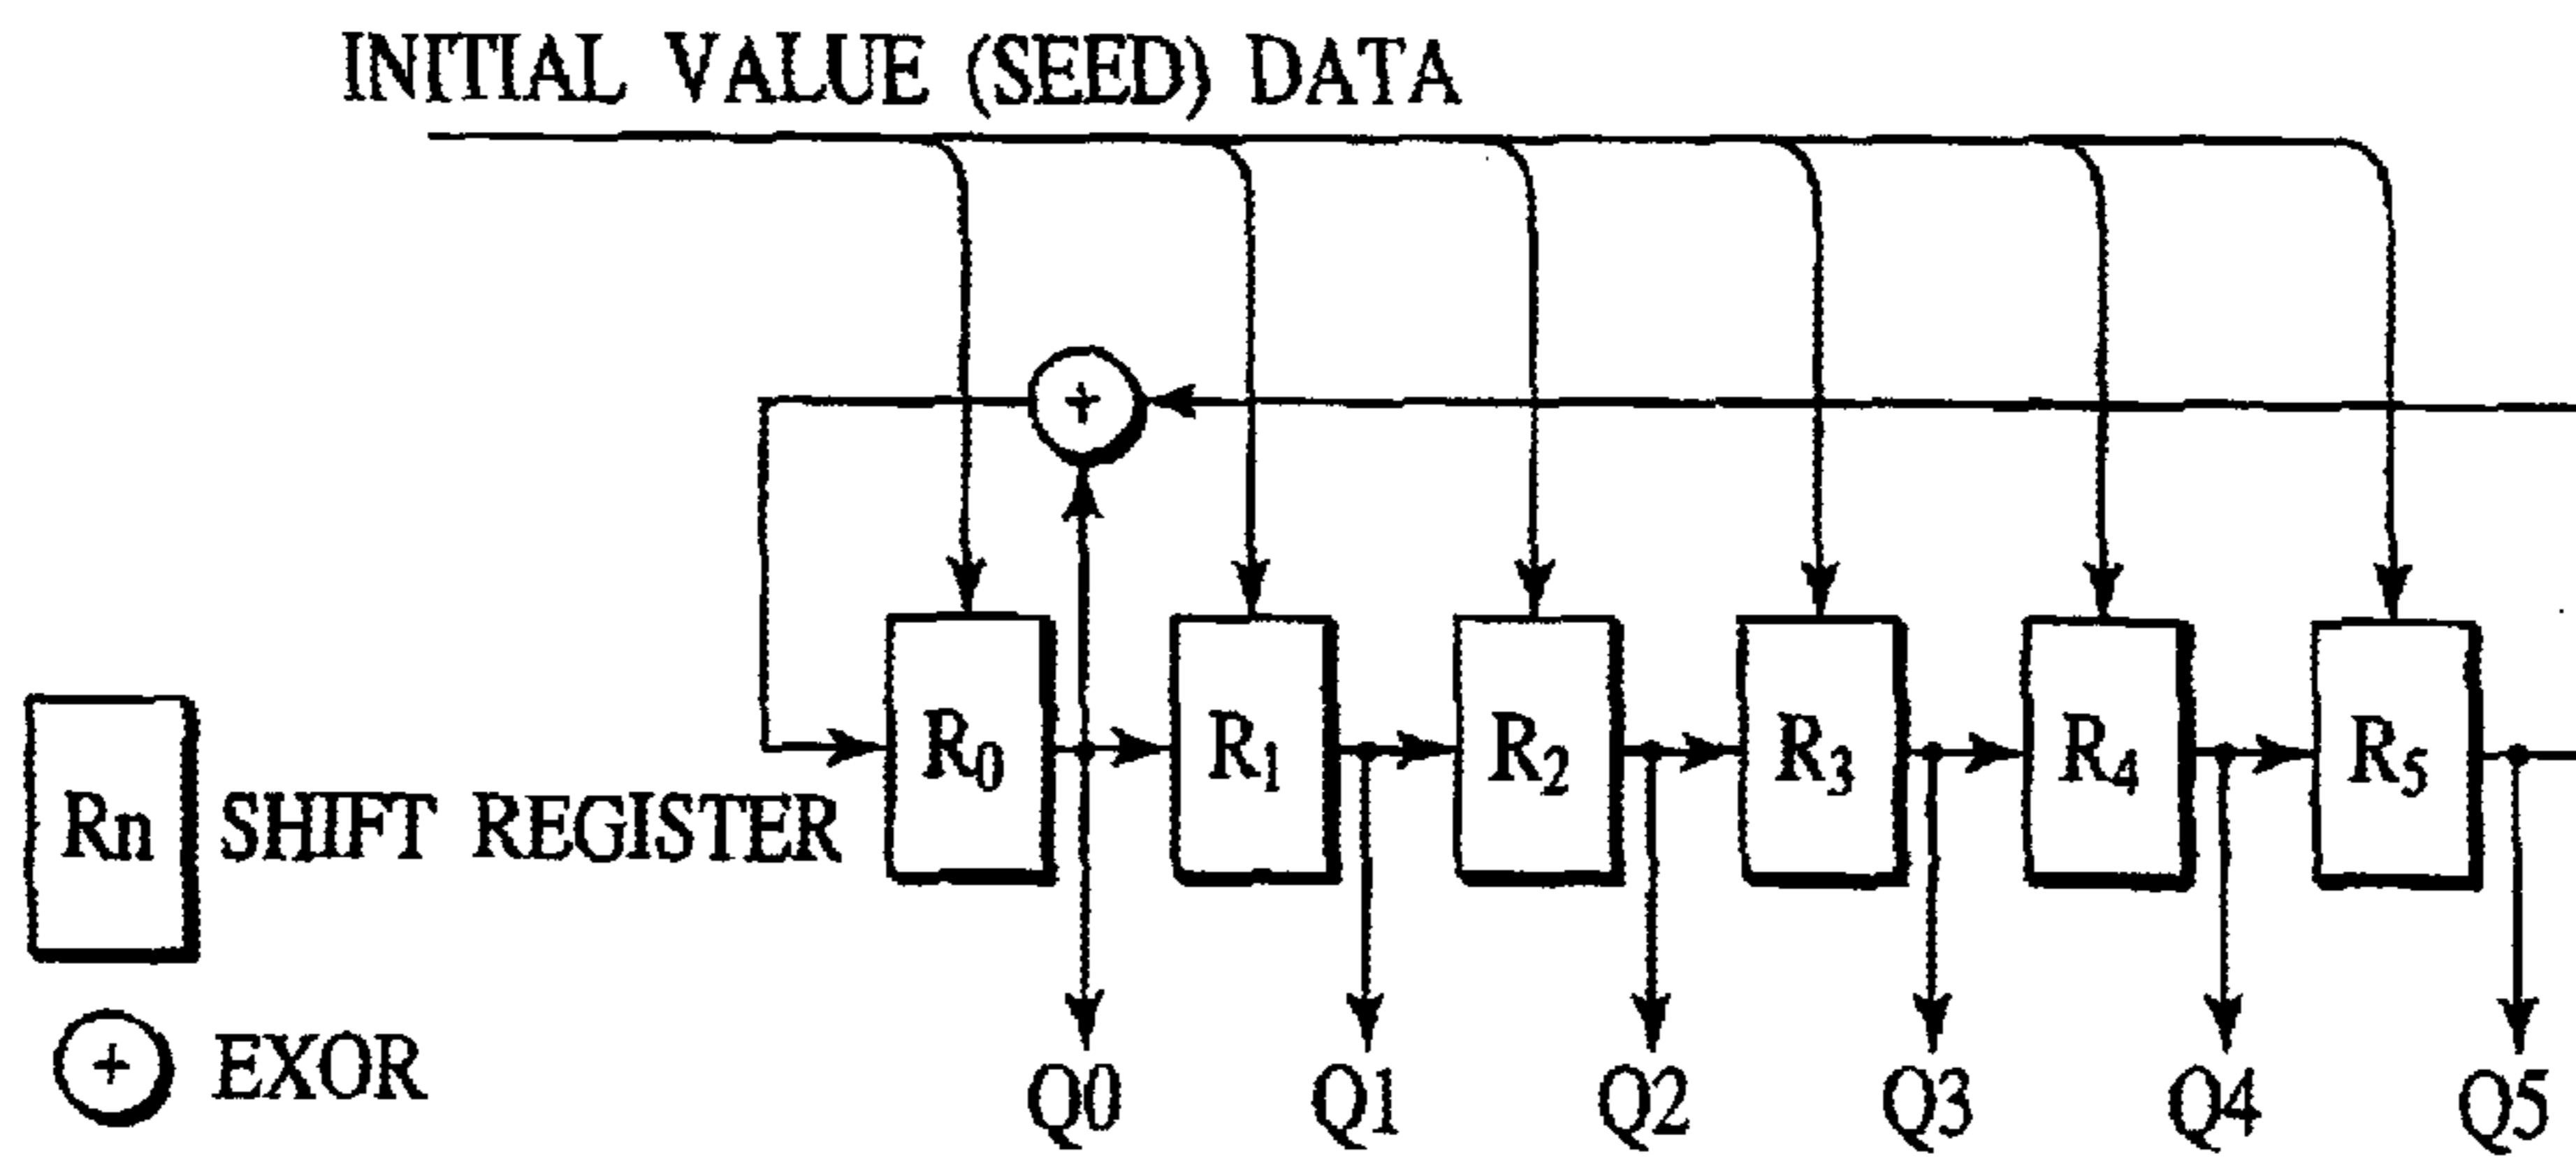 INITIAL VALUE (SEED) DATA
+
R0 R1 R2 R3 R4 R5
Rn SHIFT REGISTER
+ EXOR
Q0 Q1 Q2 Q3 Q4 Q5